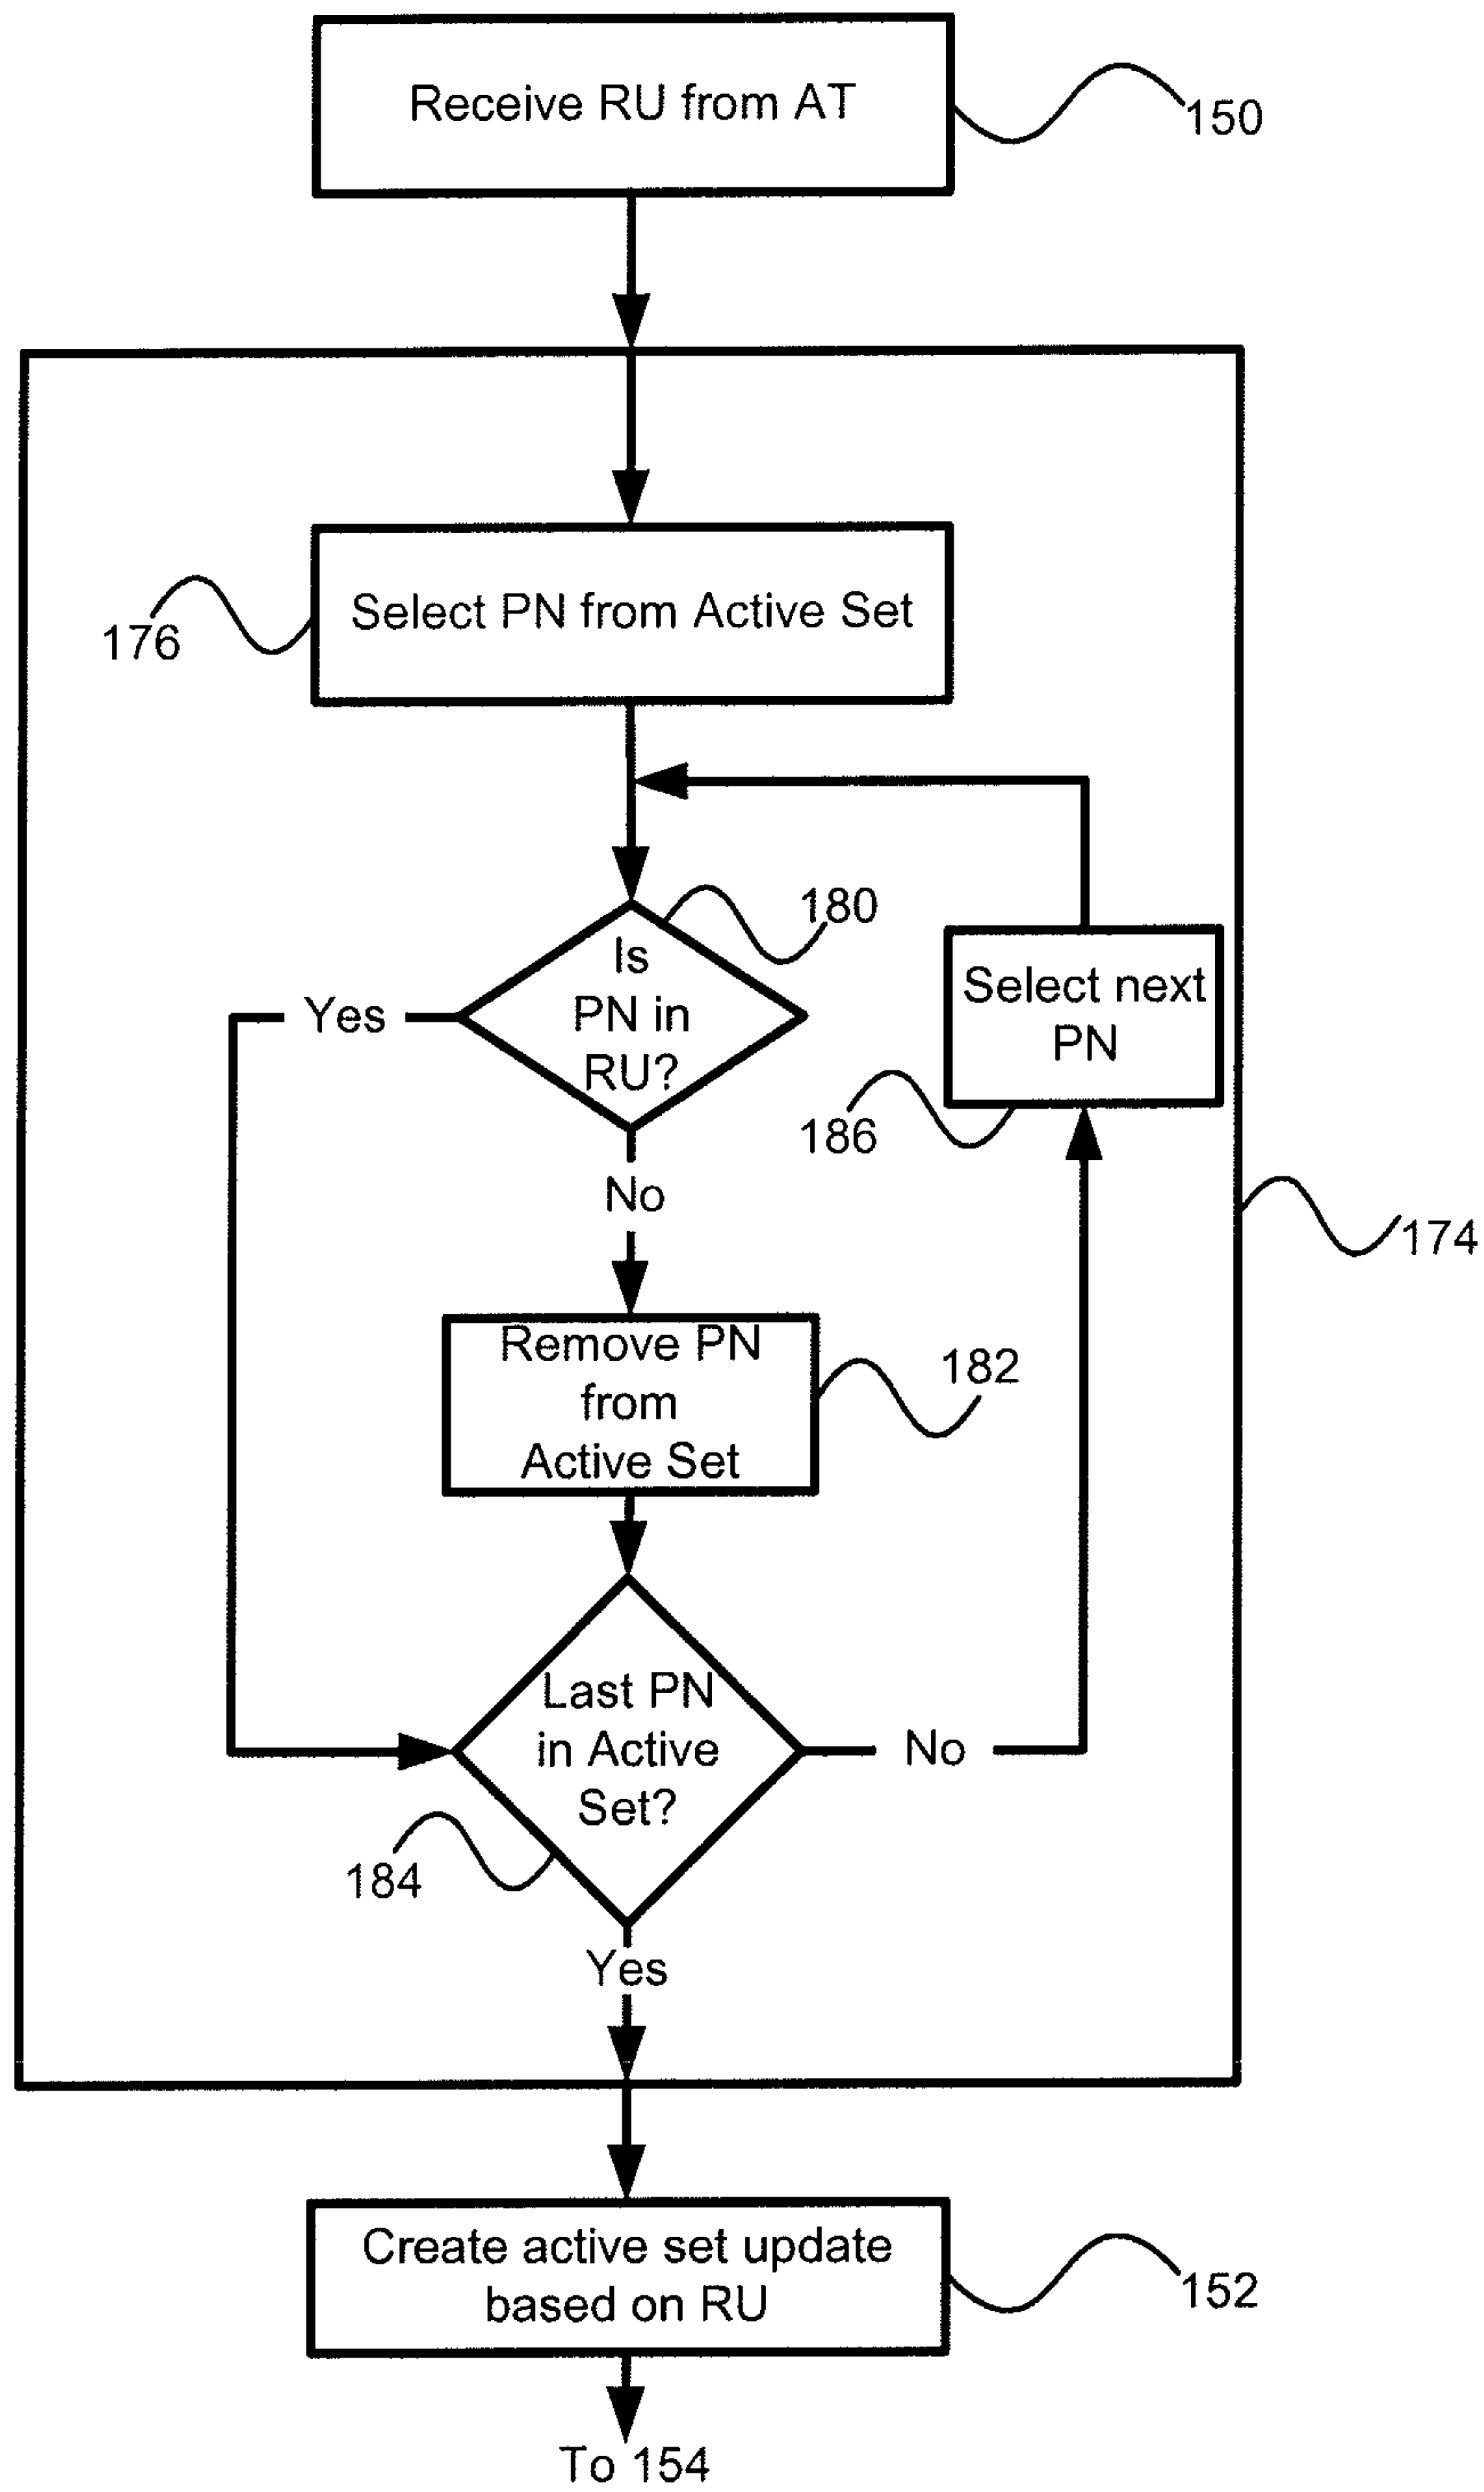 Receive RU from AT
150
Select PN from Active Set
176
180
Is
PN in
RU?
Yes
No
Select next
PN
186
174
Remove PN
from
Active Set
182
Last PN
in Active
Set?
No
184
Yes
Create active set update
based on RU
152
To 154